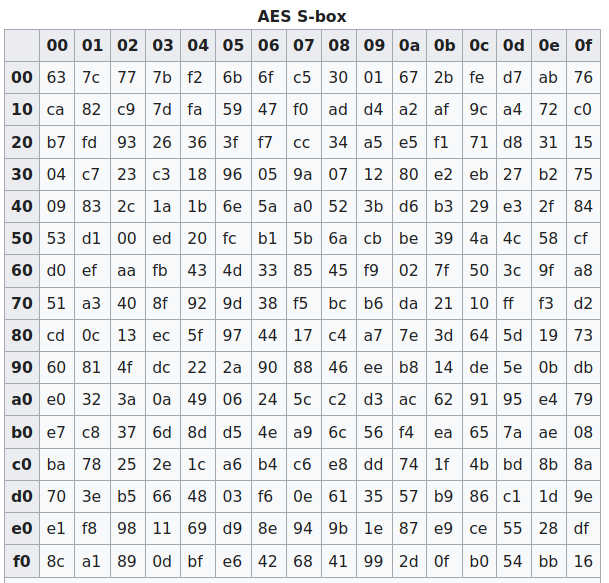 AES S-box
00 01 02 03 04 05 06 07 08 09 0a 0b 0c 0d 0e 0f
00 63 7c 77 7b f2 6b 6f c5 30 01 67 2b fe d7 ab 76
10 ca 82 c9 7d fa 59 47 f0 ad d4 a2 af 9c a4 72 c0
20 b7 fd 93 26 36 3f f7 cc 34 a5 e5 f1 71 d8 31 15
30 04 c7 23 c3 18 96 05 9a 07 12 80 e2 eb 27 b2 75
40 09 83 2c 1a 1b 6e 5a a0 52 3b d6 b3 29 e3 2f 84
50 53 d1 00 ed 20 fc b1 5b 6a cb be 39 4a 4c 58 cf
60 d0 ef aa fb 43 4d 33 85 45 f9 02 7f 50 3c 9f a8
70 51 a3 40 8f 92 9d 38 f5 bc b6 da 21 10 ff f3 d2
80 cd 0c 13 ec 5f 97 44 17 c4 a7 7e 3d 64 5d 19 73
90 60 81 4f dc 22 2a 90 88 46 ee b8 14 de 5e 0b db
a0 e0 32 3a 0a 49 06 24 5c c2 d3 ac 62 91 95 e4 79
b0 e7 c8 37 6d 8d d5 4e a9 6c 56 f4 ea 65 7a ae 08
c0 ba 78 25 2e 1c a6 b4 c6 e8 dd 74 1f 4b bd 8b 8a
d0 70 3e b5 66 48 03 f6 0e 61 35 57 b9 86 c1 1d 9e
e0 e1 f8 98 11 69 d9 8e 94 9b 1e 87 e9 ce 55 28 df
f0 8c a1 89 0d bf e6 42 68 41 99 2d 0f b0 54 bb 16